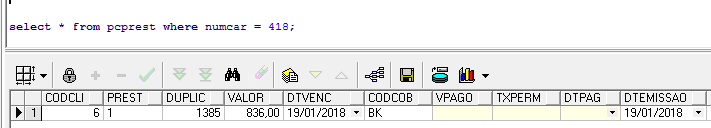 select * from pcprest where numcar = 418;
CODCLI PREST DUPLIC VALOR DTVENC CODCOB VPAGO TXPERM DTPAG DTEMISSAO
1 6 1 1385 836,00 19/01/2018 BK 19/01/2018